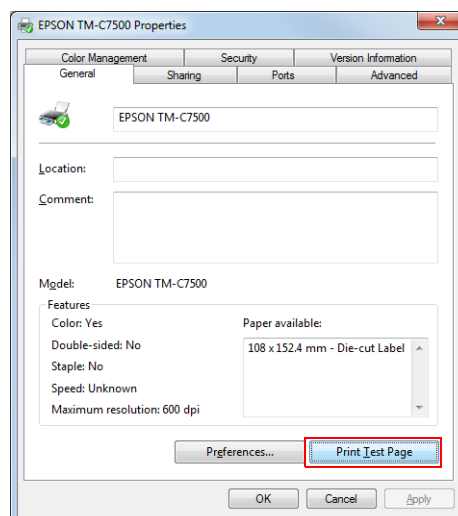 EPSON TM-C7500 Properties
Color Management Security Version Information
General Sharing Ports Advanced
EPSON TM-C7500
Location:
Comment:
Model: EPSON TM-C7500
Features
Color: Yes Paper available:
Double-sided: No 108 x 152.4 mm - Die-cut Label
Staple: No
Speed: Unknown
Maximum resolution: 600 dpi
Preferences... Print Test Page
OK Cancel Apply